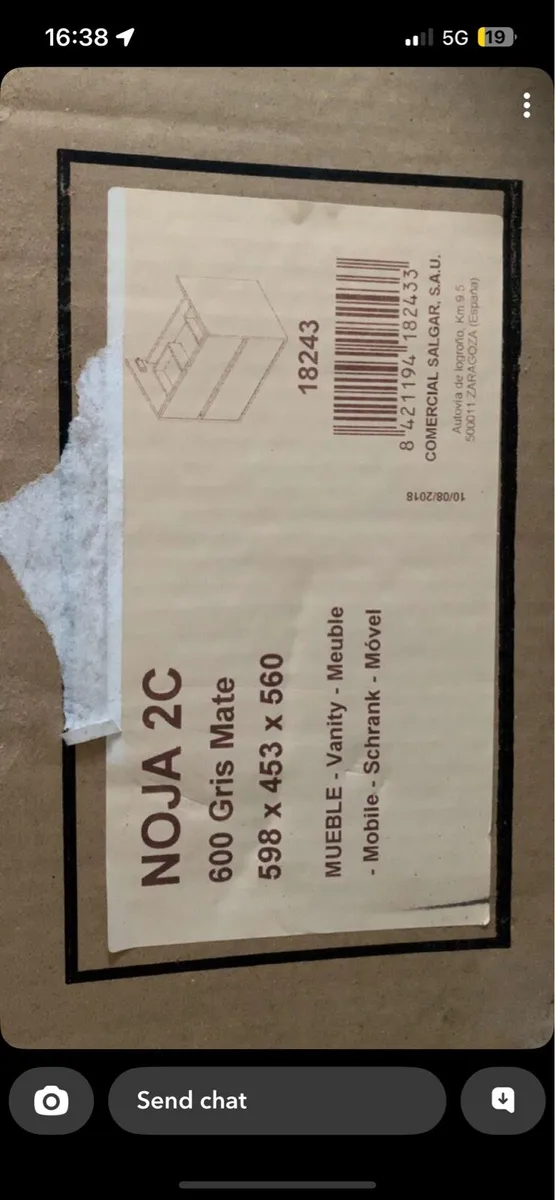 16:38
5G
19
NOJA 2C
600 Gris Mate
598 x 453 x 560
MUEBLE - Vanity - Meuble
- Mobile - Schrank - Móvel
18243
8 421194 182433
COMERCIAL SALGAR, S.A.U.
Autovía de logroño, Km.9.5
500011 ZARAGOZA (España)
10/08/2018
Send chat